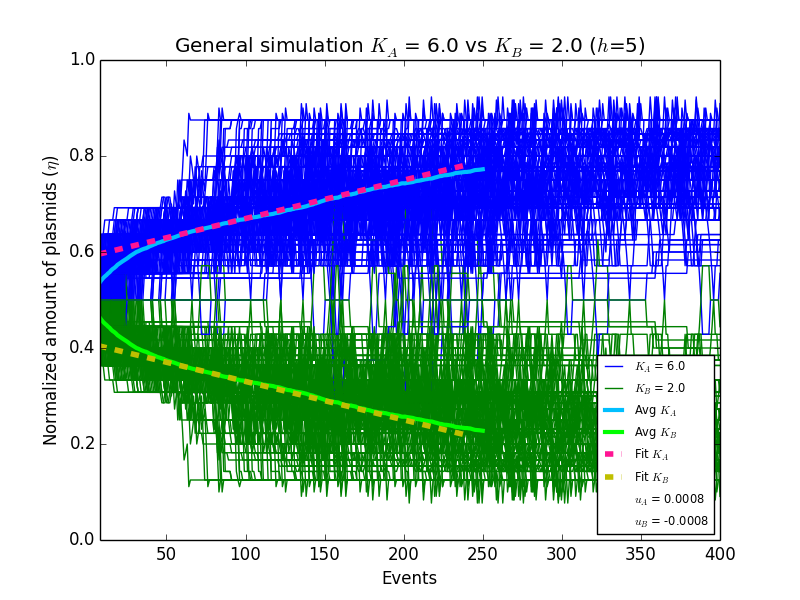 General simulation K_A = 6.0 vs K_B = 2.0 (h=5)
Normalized amount of plasmids (η)
1.0
0.8
0.6
0.4
0.2
0.0
50 100 150 200 250 300 350 400
Events
K_A = 6.0
K_B = 2.0
Avg K_A
Avg K_B
Fit K_A
Fit K_B
u_A = 0.0008
u_B = -0.0008